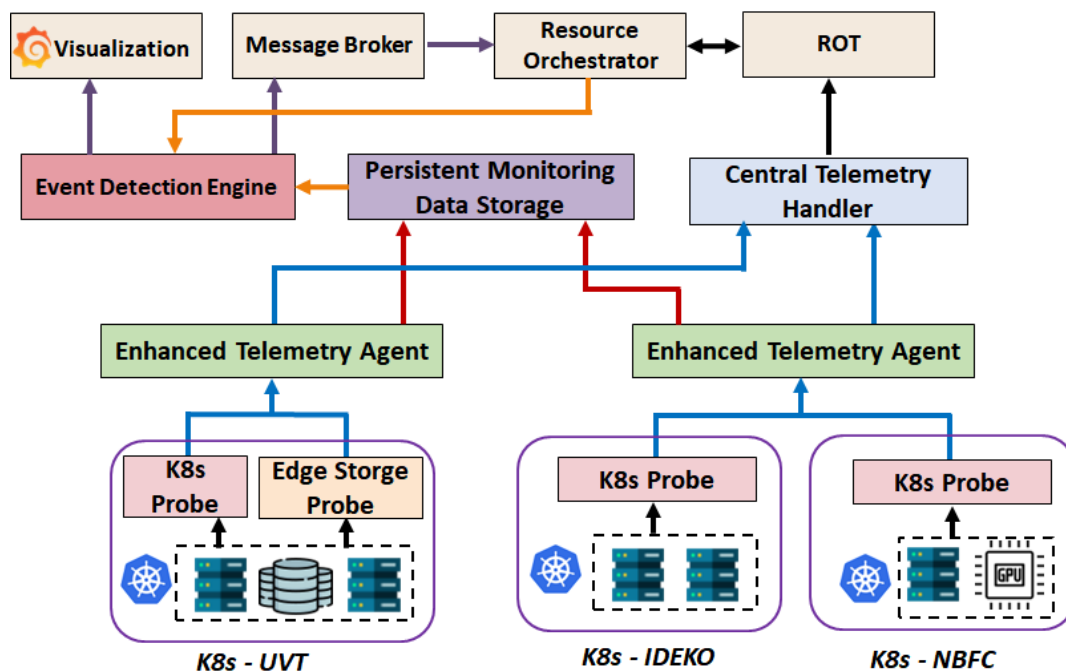 Visualization
Message Broker
Resource
Orchestrator
ROT
Event Detection Engine
Persistent Monitoring
Data Storage
Central Telemetry
Handler
Enhanced Telemetry Agent
Enhanced Telemetry Agent
K8s
Probe
Edge Storge
Probe
K8s Probe
K8s Probe
GPU
K8s - UVT
K8s - IDEKO
K8s - NBFC